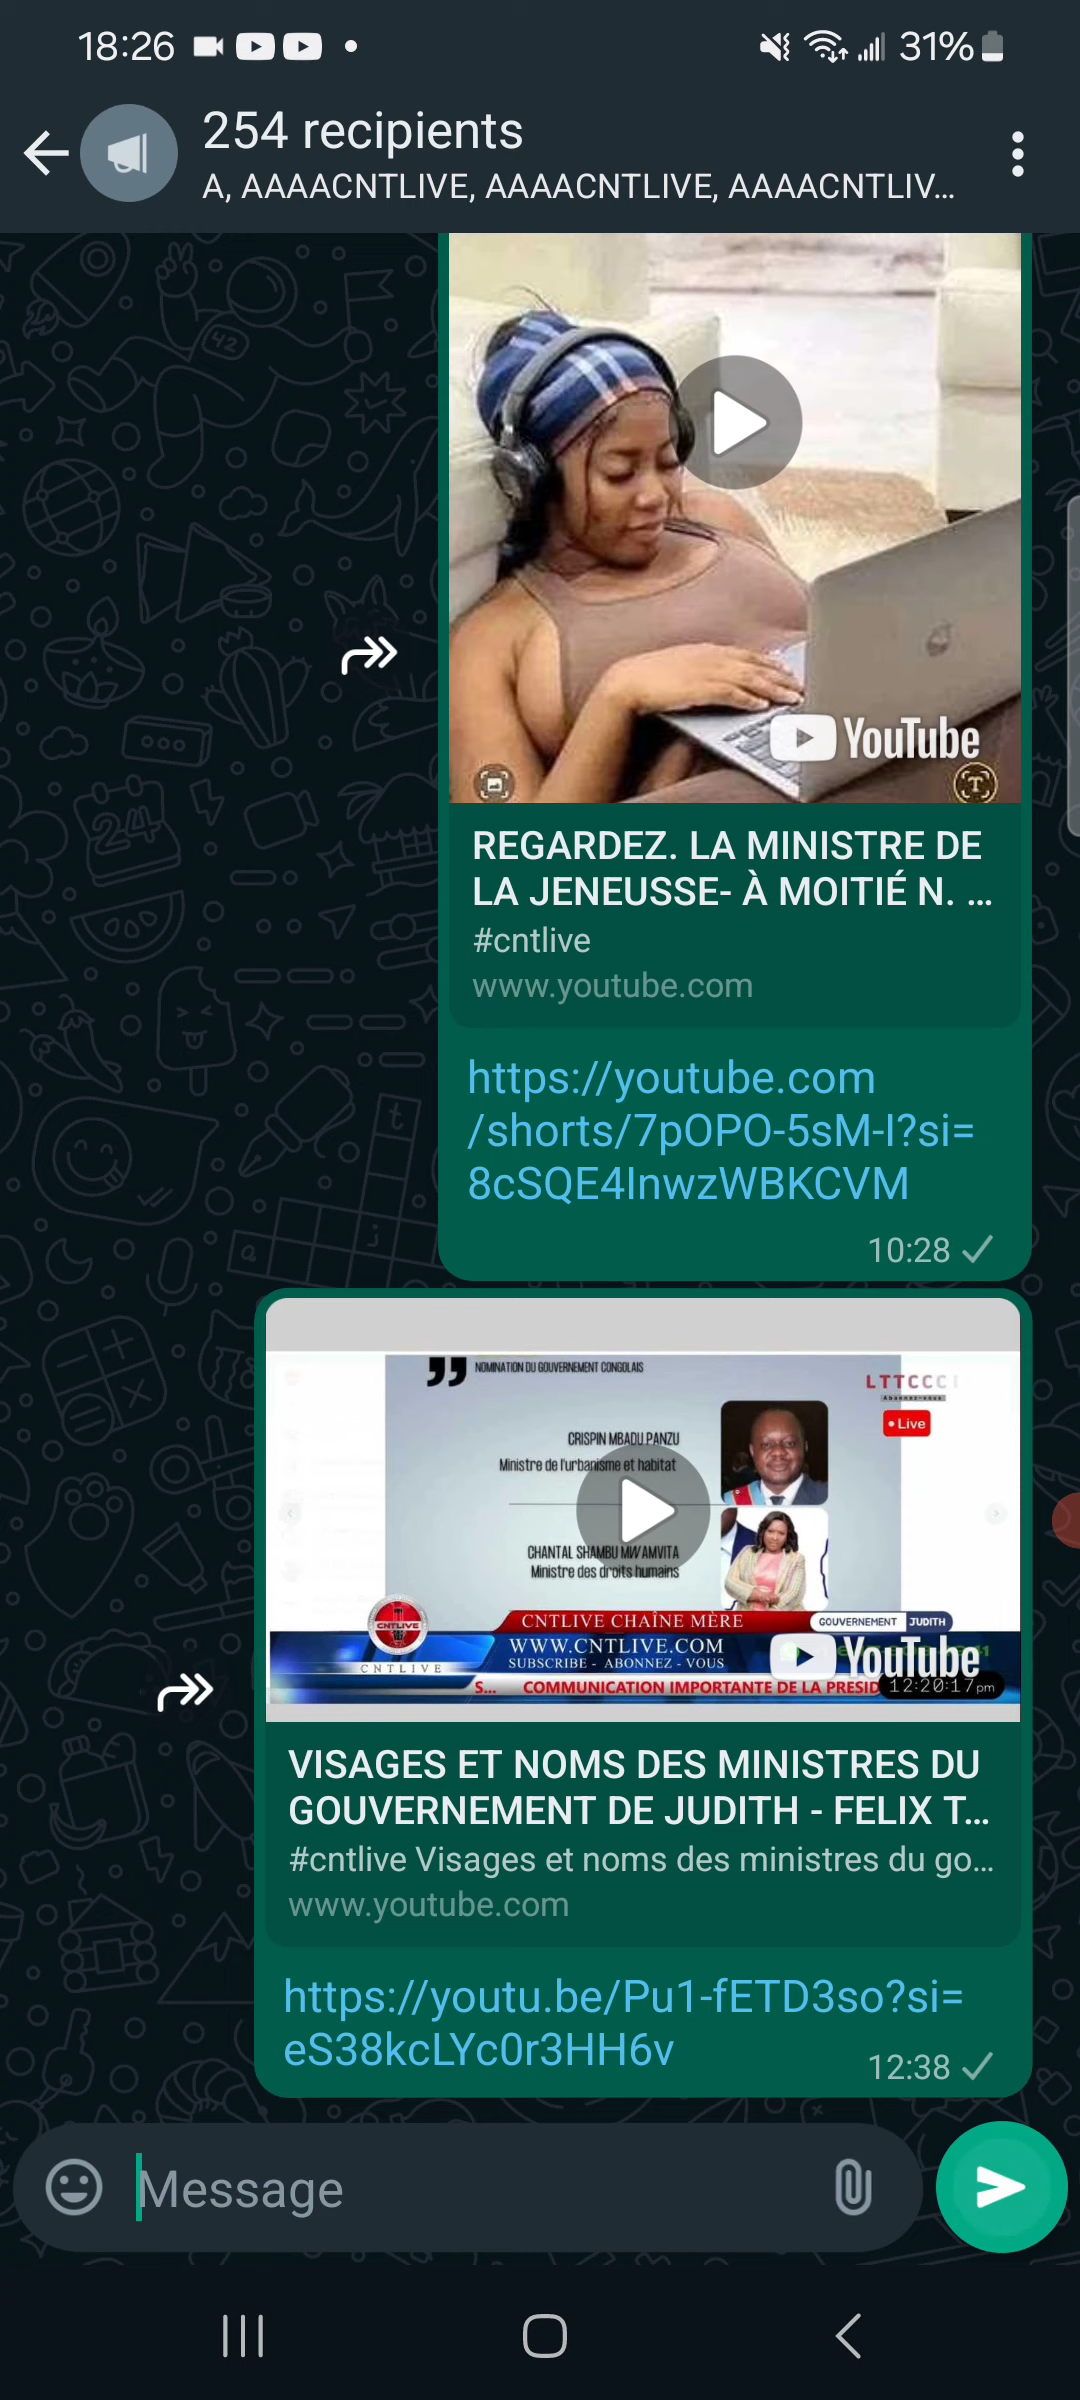 18:26
31%
254 recipients
A, AAAACNTLIVE, AAAACNTLIVE, AAAACNTLIV...
YouTube
T
REGARDEZ. LA MINISTRE DE
LA JENEUSSE- À MOITIÉ N. ...
#cntlive
www.youtube.com
https://youtube.com
/shorts/7pOPO-5sM-I?si=
8cSQE4InwzWBKCVM
10:28
NOMINATION DU GOUVERNEMENT CONGOLAIS
LTTCCC
Abonnez-vous
Live
CRISPIN MBADU PANZU
Ministre de l'urbanisme et habitat
CHANTAL SHAMBU MWAMVITA
Ministre des droits humains
CNTLIVE CHAÎNE MÈRE
GOUVERNEMENT JUDITH
CNTLIVE
WWW.CNTLIVE.COM
YouTube
SUBSCRIBE - ABONNEZ - VOUS
CNTLIVE
S... COMMUNICATION IMPORTANTE DE LA PRESID
12:20:17pm
VISAGES ET NOMS DES MINISTRES DU
GOUVERNEMENT DE JUDITH - FELIX T...
#cntlive Visages et noms des ministres du go...
www.youtube.com
https://youtu.be/Pu1-fETD3so?si=
eS38kcLYc0r3HH6v
12:38
Message